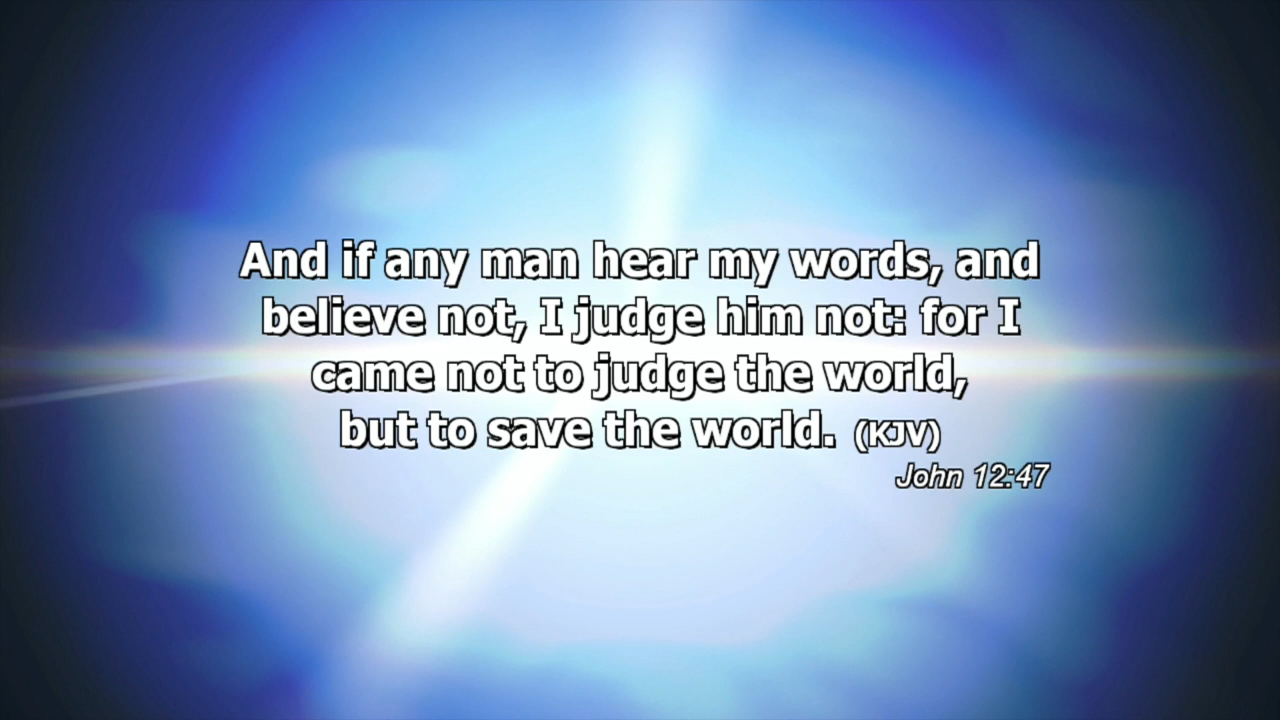 And if any man hear my words, and
believe not, I judge him not: for I
came not to judge the world,
but to save the world. (KJV)
John 12:47